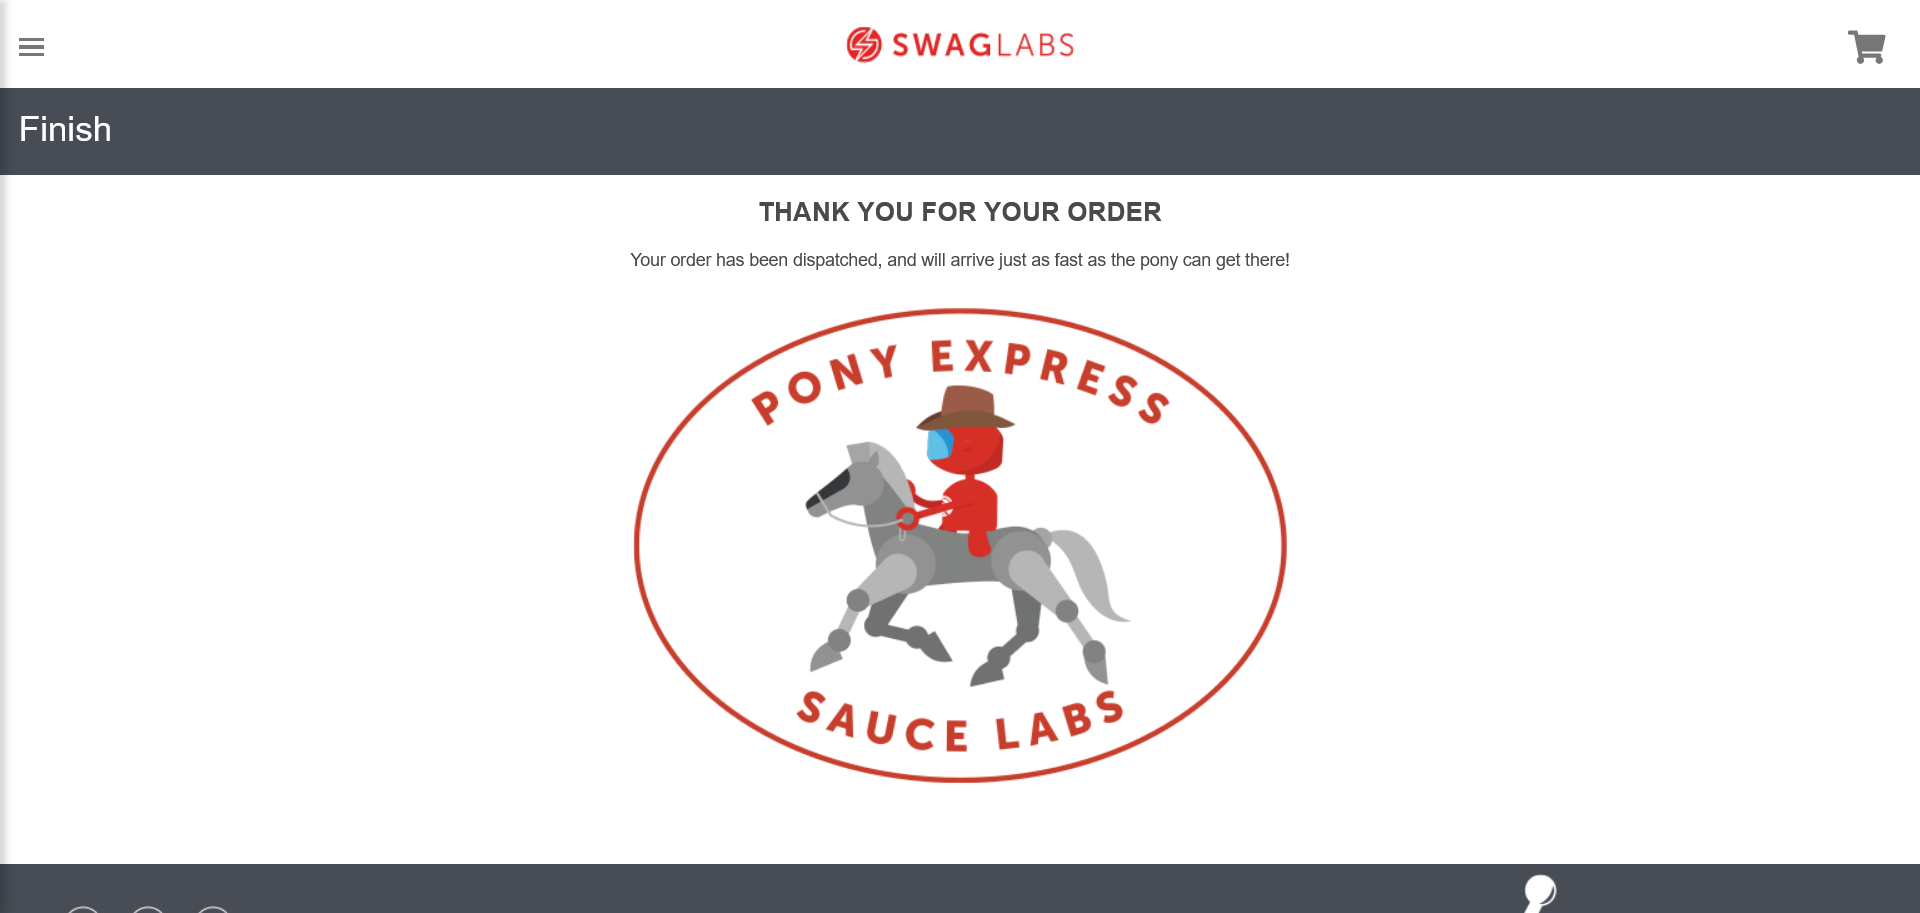 SWAGLABS
Finish
THANK YOU FOR YOUR ORDER
Your order has been dispatched, and will arrive just as fast as the pony can get there!
PONY EXPRESS
SAUCE LABS